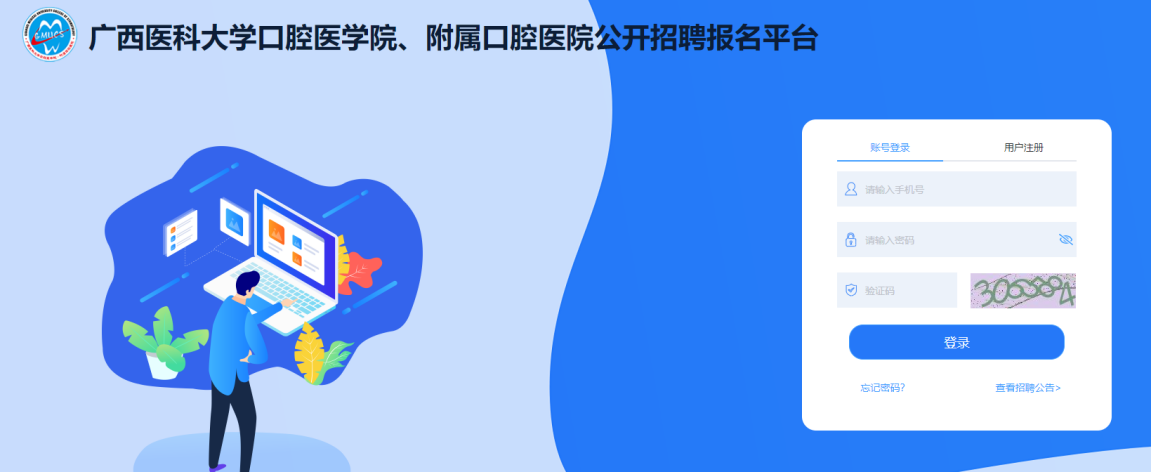 广西医科大学口腔医学院、附属口腔医院公开招聘报名平台
GMUCS
账号登录
用户注册
请输入手机号
请输入密码
验证码
登录
忘记密码?
查看招聘公告>